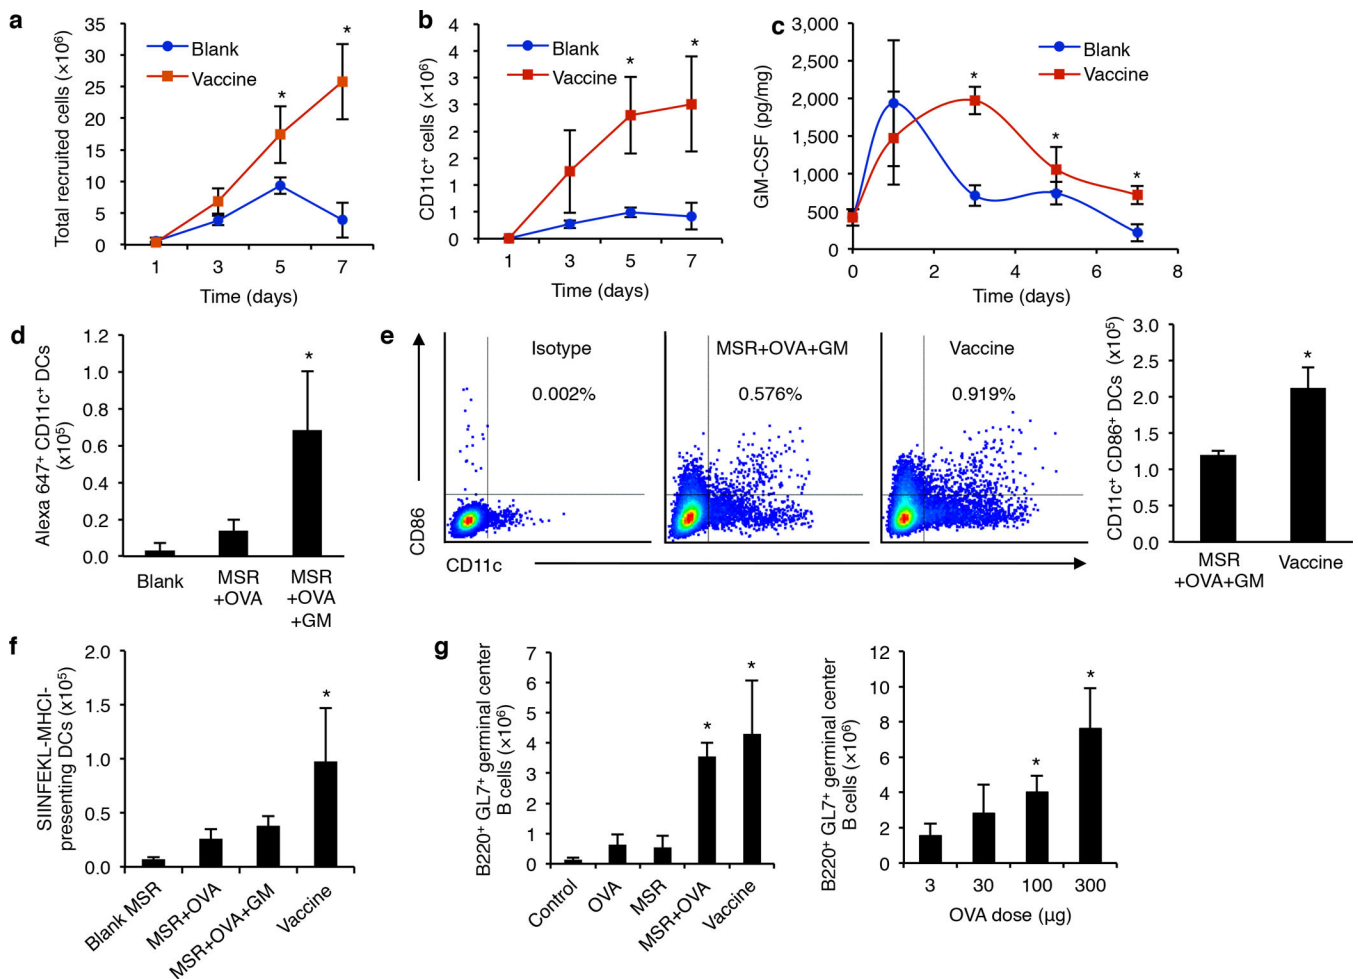 a
Total recruited cells (×10⁶)
35
30
25
20
15
10
5
0
Blank
Vaccine
*
*
1 3 5 7
Time (days)
b
CD11c⁺ cells (×10⁶)
4
4
3
3
2
2
1
1
0
Blank
Vaccine
*
*
1 3 5 7
Time (days)
c
GM-CSF (pg/mg)
3,000
2,500
2,000
1,500
1,000
500
0
Blank
Vaccine
*
*
*
0 2 4 6 8
Time (days)
d
Alexa 647⁺ CD11c⁺ DCs
(x10⁵)
1.2
1.0
0.8
0.6
0.4
0.2
0.0
*
Blank
MSR
+OVA
MSR
+OVA
+GM
e
CD86
Isotype
0.002%
MSR+OVA+GM
0.576%
Vaccine
0.919%
CD11c
CD11c⁺ CD86⁺ DCs (x10⁵)
3.0
2.5
2.0
1.5
1.0
0.5
0.0
*
MSR
+OVA+GM
Vaccine
f
SIINFEKL-MHCI-
presenting DCs (x10⁵)
2.0
1.5
1.0
0.5
0.0
*
Blank MSR
MSR+OVA
MSR+OVA+GM
Vaccine
g
B220⁺ GL7⁺ germinal center
B cells (×10⁶)
7
6
5
4
3
2
1
0
*
*
Control
OVA
MSR
MSR+OVA
Vaccine
B220⁺ GL7⁺ germinal center
B cells (×10⁶)
12
10
8
6
4
2
0
*
*
3 30 100 300
OVA dose (µg)